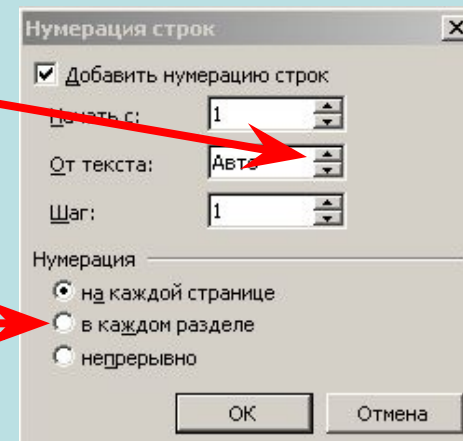 Нумерация строк
Добавить нумерацию строк
Начать с: 1
От текста: Авто
Шаг: 1
Нумерация
на каждой странице
в каждом разделе
непрерывно
ОК Отмена